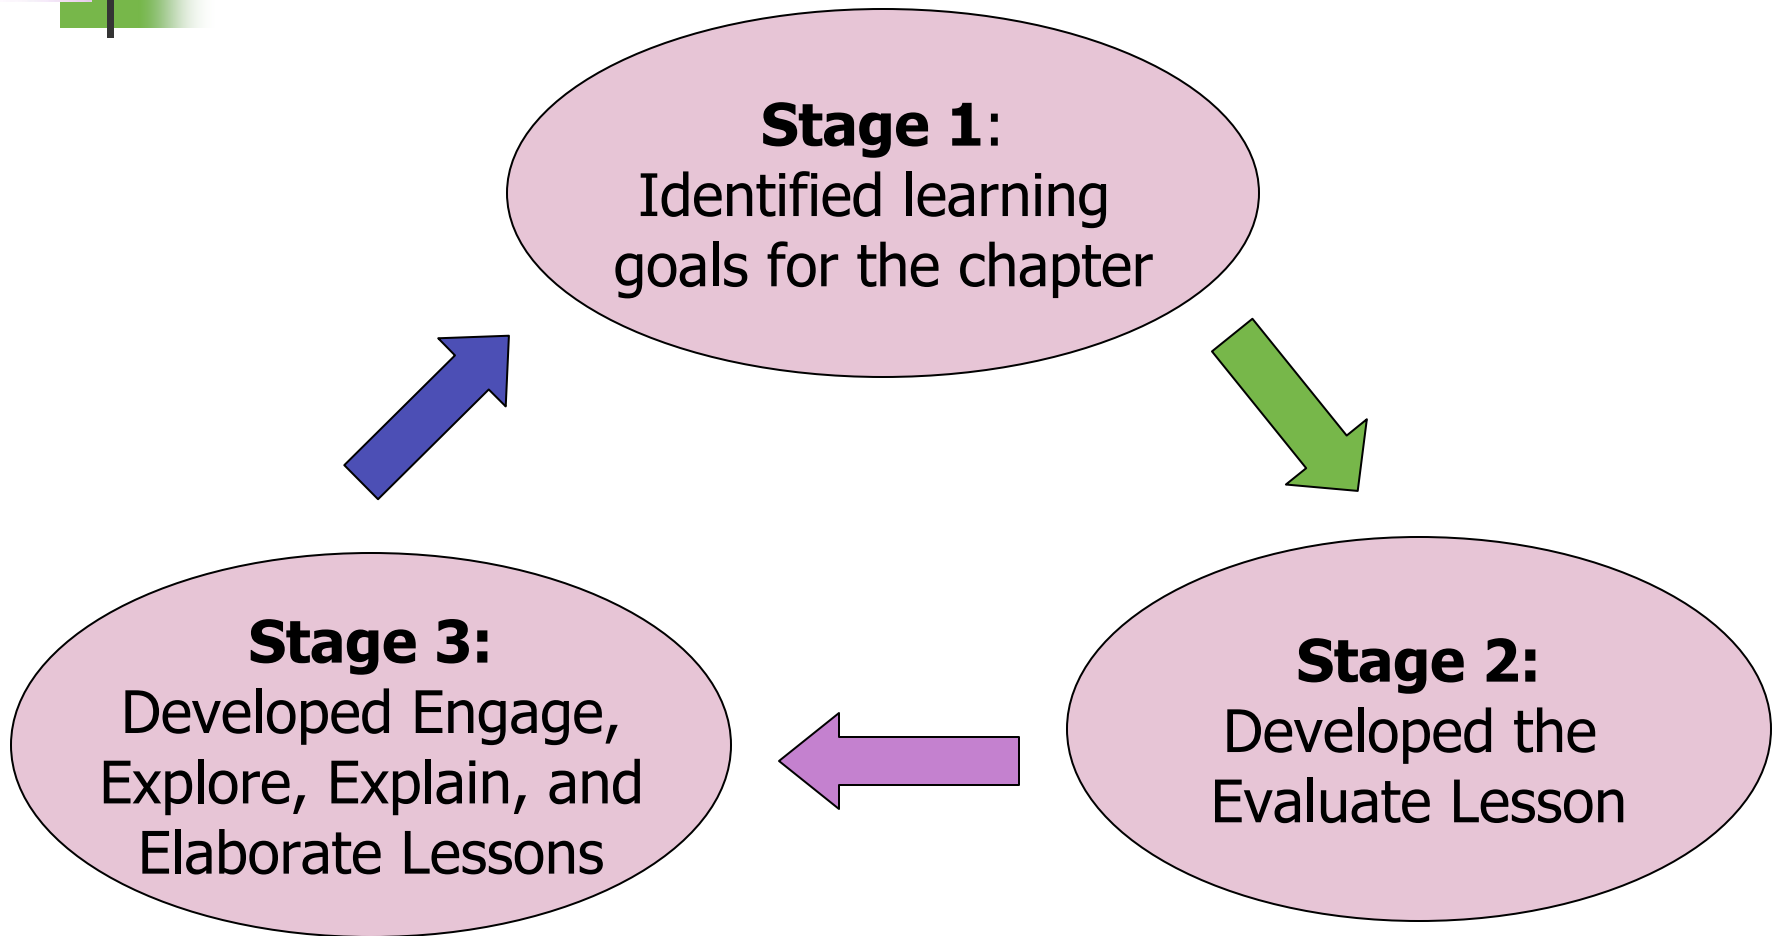 Stage 1:
Identified learning
goals for the chapter
Stage 2:
Developed the
Evaluate Lesson
Stage 3:
Developed Engage,
Explore, Explain, and
Elaborate Lessons